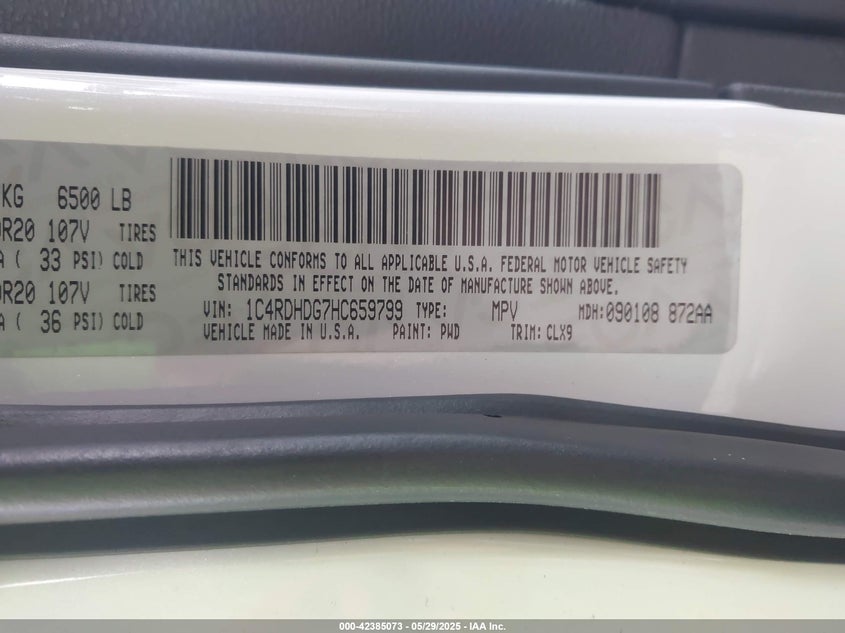 KG 6500 LB
R20 107V TIRES
A ( 33 PSI) COLD
R20 107V TIRES
A ( 36 PSI) COLD
THIS VEHICLE CONFORMS TO ALL APPLICABLE U.S.A. FEDERAL MOTOR VEHICLE SAFETY
STANDARDS IN EFFECT ON THE DATE OF MANUFACTURE SHOWN ABOVE.
VIN: 1C4RDHDG7HC659799 TYPE: MPV MDH:090108 872AA
VEHICLE MADE IN U.S.A. PAINT: PWD TRIM: CLX9
000-42385073 - 05/29/2025 - IAA Inc.